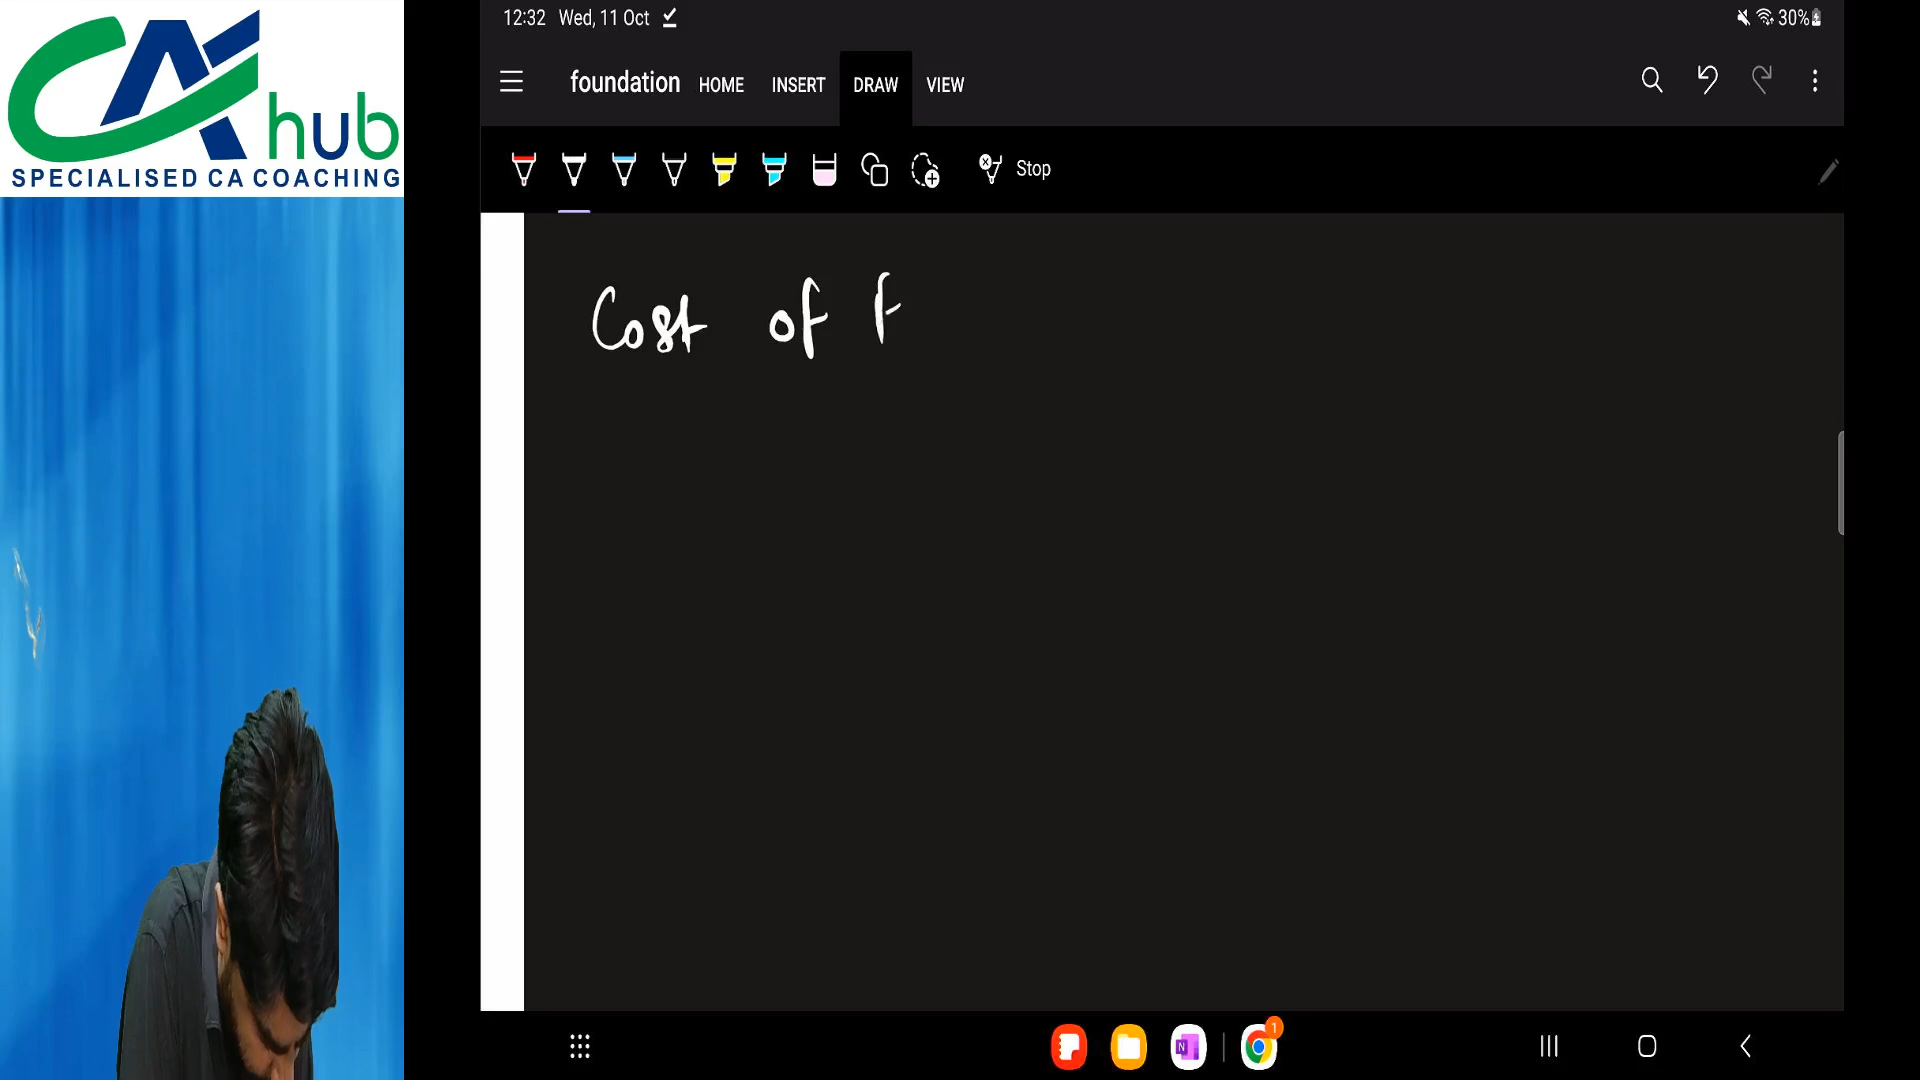 CA hub
SPECIALISED CA COACHING
12:32 Wed, 11 Oct
30%
foundation HOME INSERT DRAW VIEW
Stop
Cost of F
N
1